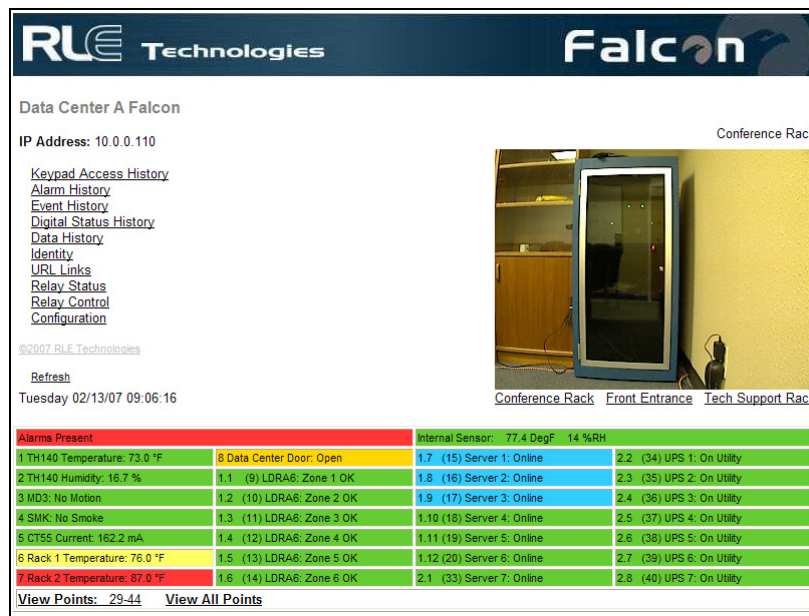 RLE Technologies
Falcon
Data Center A Falcon
IP Address: 10.0.0.110
Conference Rac
Keypad Access History
Alarm History
Event History
Digital Status History
Data History
Identity
URL Links
Relay Status
Relay Control
Configuration
©2007 RLE Technologies
Refresh
Tuesday 02/13/07 09:06:16
Conference Rack Front Entrance Tech Support Rac
Alarms Present Internal Sensor: 77.4 DegF 14 %RH
1 TH140 Temperature: 73.0 °F 8 Data Center Door: Open 1.7 (15) Server 1: Online 2.2 (34) UPS 1: On Utility
2 TH140 Humidity: 16.7 % 1.1 (9) LDRA6: Zone 1 OK 1.8 (16) Server 2: Online 2.3 (35) UPS 2: On Utility
3 MD3: No Motion 1.2 (10) LDRA6: Zone 2 OK 1.9 (17) Server 3: Online 2.4 (36) UPS 3: On Utility
4 SMK: No Smoke 1.3 (11) LDRA6: Zone 3 OK 1.10 (18) Server 4: Online 2.5 (37) UPS 4: On Utility
5 CT55 Current: 162.2 mA 1.4 (12) LDRA6: Zone 4 OK 1.11 (19) Server 5: Online 2.6 (38) UPS 5: On Utility
6 Rack 1 Temperature: 76.0 °F 1.5 (13) LDRA6: Zone 5 OK 1.12 (20) Server 6: Online 2.7 (39) UPS 6: On Utility
7 Rack 2 Temperature: 87.0 °F 1.6 (14) LDRA6: Zone 6 OK 2.1 (33) Server 7: Online 2.8 (40) UPS 7: On Utility
View Points: 29-44 View All Points